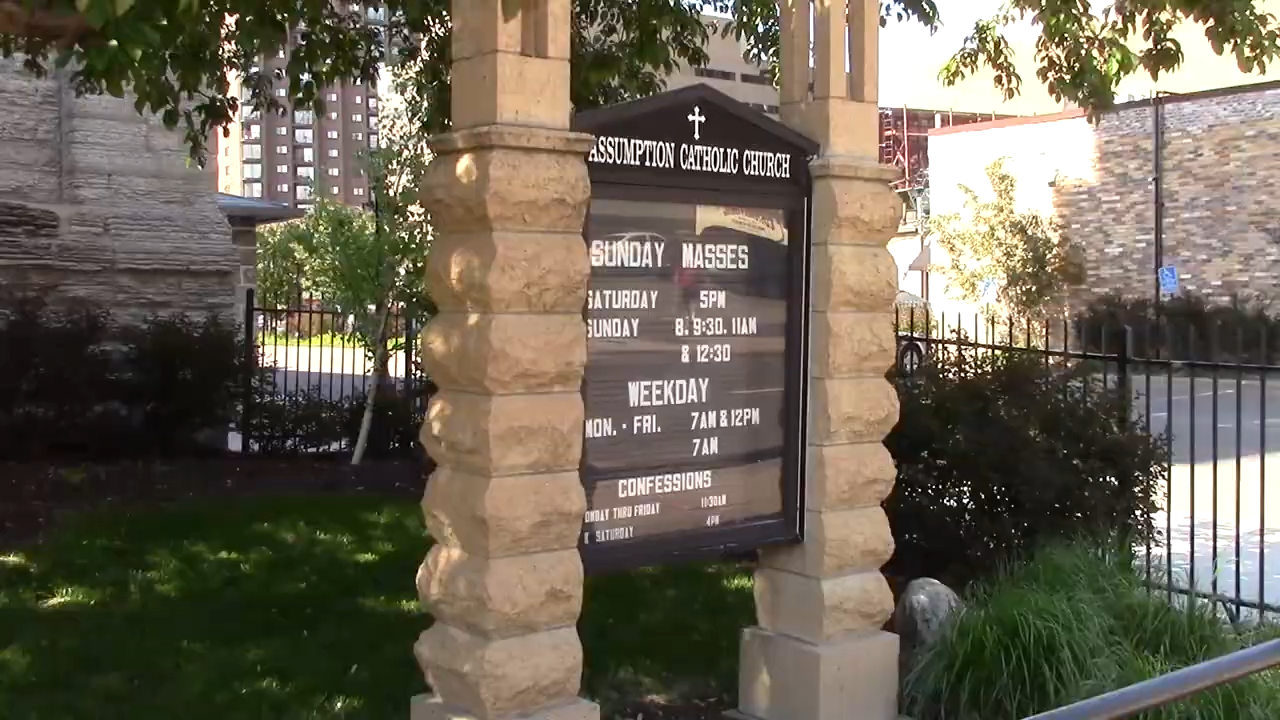 ASSUMPTION CATHOLIC CHURCH
SUNDAY MASSES
SATURDAY 5PM
SUNDAY 8, 9:30, 11AM
& 12:30
WEEKDAY
MON. - FRI. 7AM & 12PM
7AM
CONFESSIONS
ONDAY THRU FRIDAY 11:30AM
SATURDAY 4PM